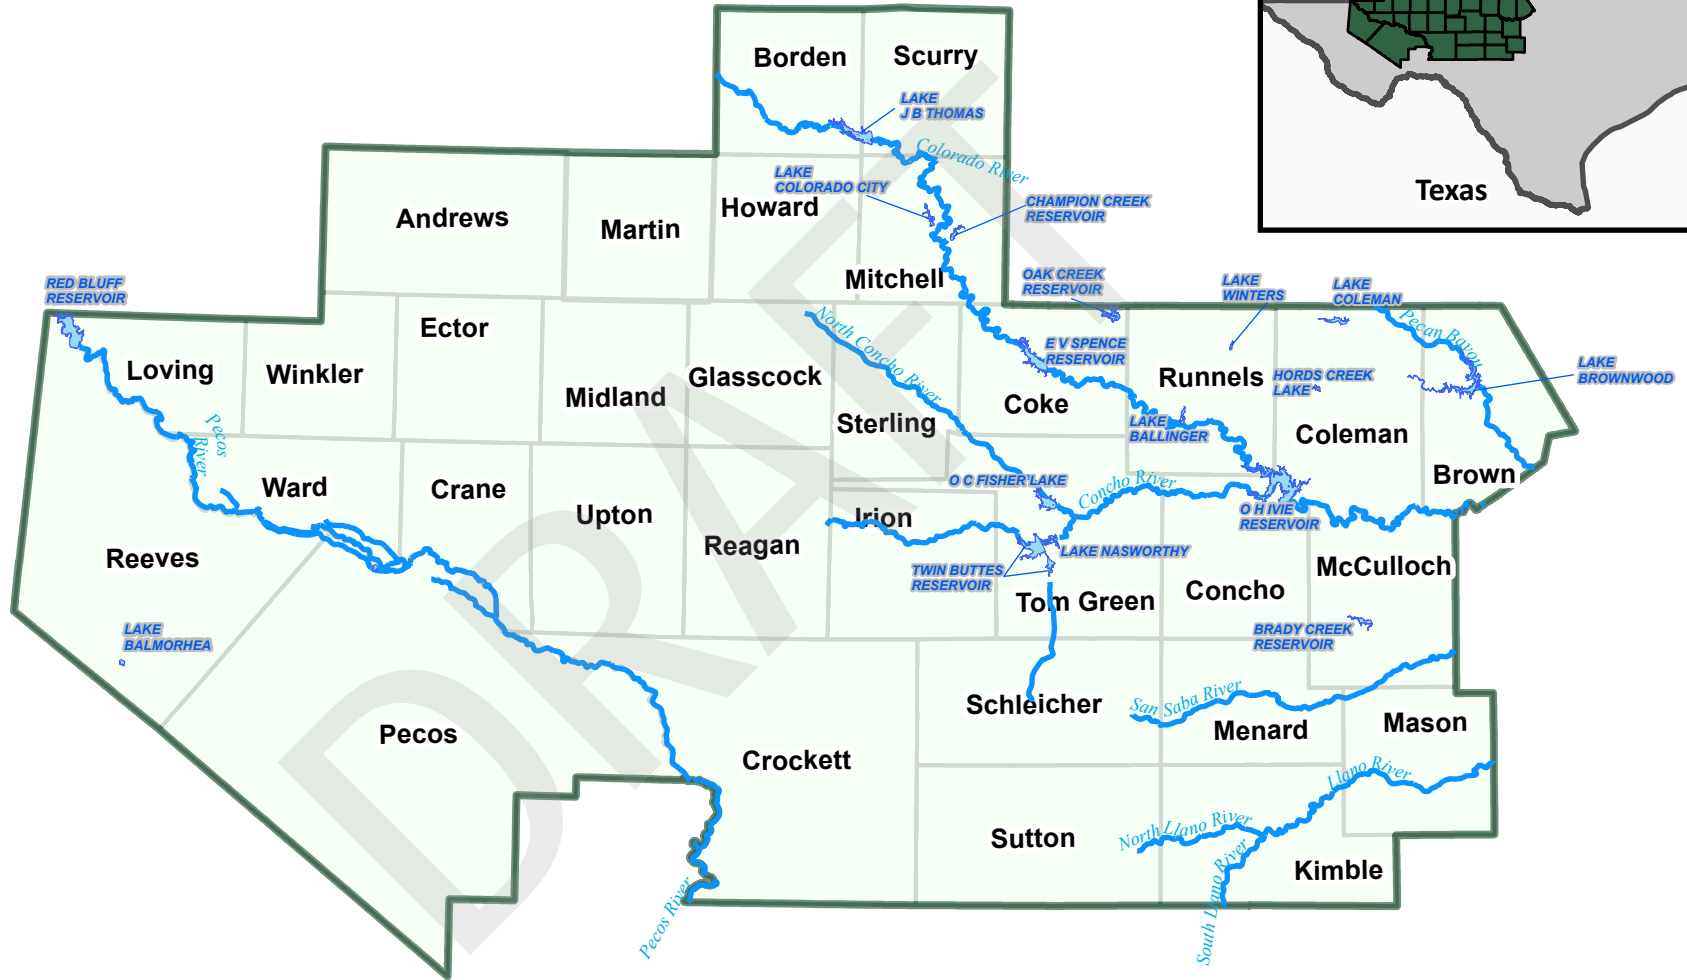 Borden
Scurry
LAKE
J B THOMAS
Colorado River
LAKE
COLORADO CITY
Howard
CHAMPION CREEK
RESERVOIR
Texas
Andrews
Martin
Mitchell
RED BLUFF
RESERVOIR
OAK CREEK
RESERVOIR
LAKE
WINTERS
LAKE
COLEMAN
Pecan Bayou
Ector
North Concho River
E V SPENCE
RESERVOIR
Loving
Winkler
Midland
Glasscock
Sterling
Coke
Runnels
HORDS CREEK
LAKE
LAKE
BROWNWOOD
Pecos
River
LAKE
BALLINGER
Coleman
Brown
Ward
Crane
Upton
Reagan
Irion
O C FISHER LAKE
Concho River
O H IVIE
RESERVOIR
Reeves
LAKE NASWORTHY
TWIN BUTTES
RESERVOIR
Tom Green
Concho
McCulloch
LAKE
BALMORHEA
BRADY CREEK
RESERVOIR
Schleicher
San Saba River
Menard
Mason
Pecos
Crockett
Llano River
North Llano River
Sutton
Kimble
Pecos River
South Llano River
DRAFT